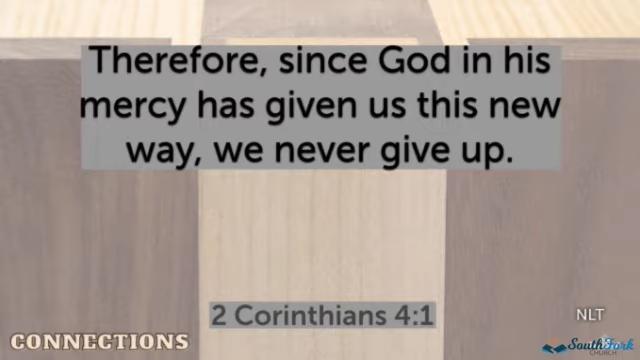 Therefore, since God in his
mercy has given us this new
way, we never give up.
2 Corinthians 4:1
NLT
CONNECTIONS
SouthFork
CHURCH